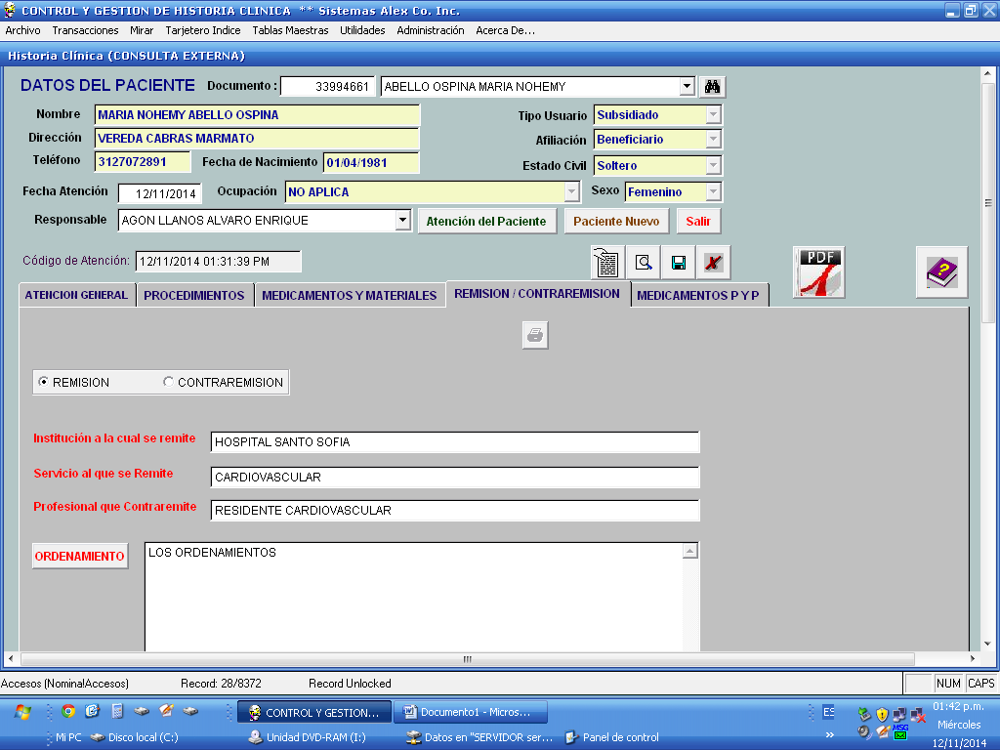 CONTROL Y GESTION DE HISTORIA CLINICA ** Sistemas Alex Co. Inc.
Archivo Transacciones Mirar Tarjetero Indice Tablas Maestras Utilidades Administración Acerca De...
Historia Clínica (CONSULTA EXTERNA)
DATOS DEL PACIENTE Documento : 33994661 ABELLO OSPINA MARIA NOHEMY
Nombre MARIA NOHEMY ABELLO OSPINA Tipo Usuario Subsidiado
Dirección VEREDA CABRAS MARMATO Afiliación Beneficiario
Teléfono 3127072891 Fecha de Nacimiento 01/04/1981 Estado Civil Soltero
Fecha Atención 12/11/2014 Ocupación NO APLICA Sexo Femenino
Responsable AGON LLANOS ALVARO ENRIQUE Atención del Paciente Paciente Nuevo Salir
Código de Atención: 12/11/2014 01:31:39 PM PDF
ATENCION GENERAL PROCEDIMIENTOS MEDICAMENTOS Y MATERIALES REMISION / CONTRAREMISION MEDICAMENTOS P Y P
REMISION CONTRAREMISION
Institución a la cual se remite HOSPITAL SANTO SOFIA
Servicio al que se Remite CARDIOVASCULAR
Profesional que Contraremite RESIDENTE CARDIOVASCULAR
ORDENAMIENTO LOS ORDENAMIENTOS
Accesos (Nomina!Accesos) Record: 28/8372 Record Unlocked NUM CAPS
CONTROL Y GESTION... Documento1 - Micros... ES 01:42 p.m.
Miércoles
Mi PC Disco local (C:) Unidad DVD-RAM (I:) Datos en "SERVIDOR ser... Panel de control » MSG 12/11/2014